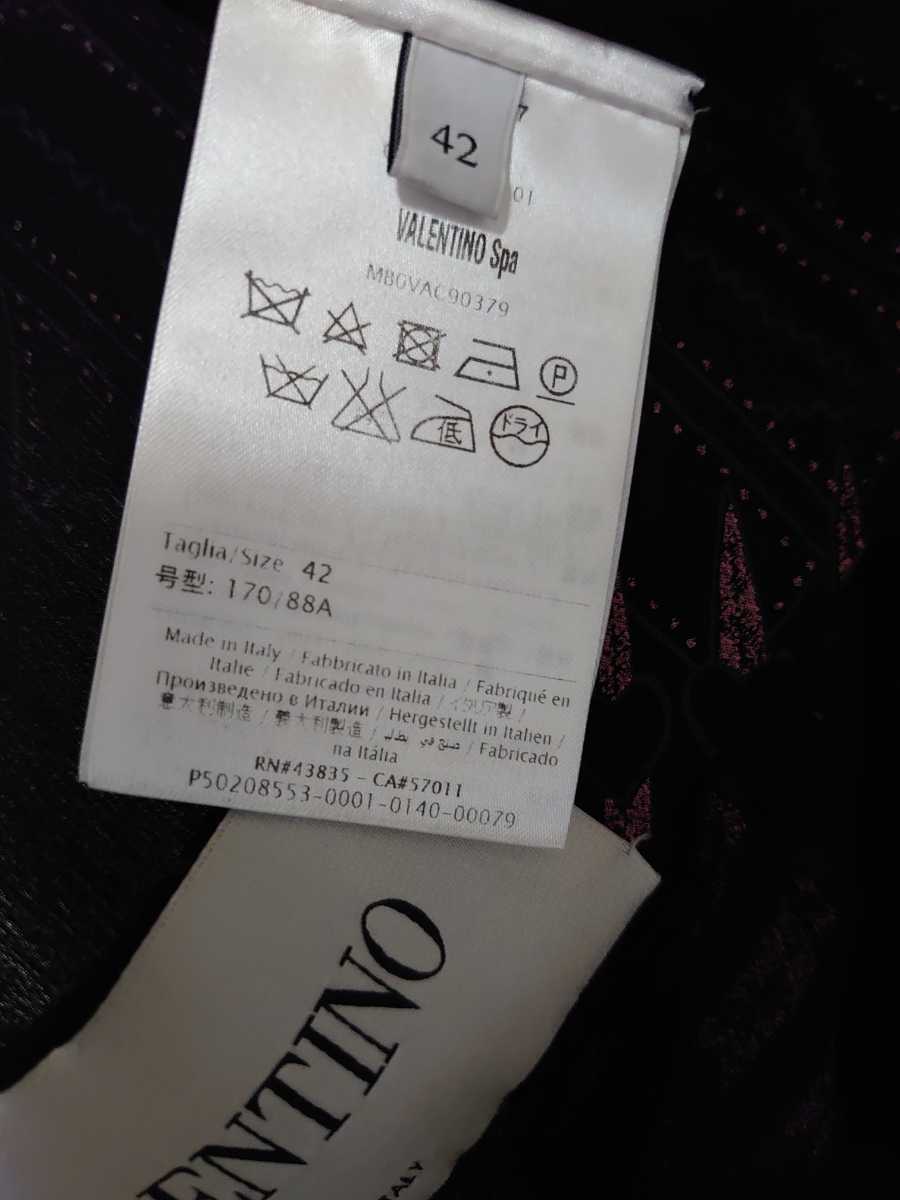 42
7
01
VALENTINO Spa
MB0VAC90379
P
低
ドライ
Taglia/Size 42
号型: 170/88A
Made in Italy / Fabbricato in Italia / Fabriqué en
Italie / Fabricado en Italia / イタリア製 /
Произведено в Италии / Hergestellt in Italien /
意大利制造 / 義大利製造 / صنع في / Fabricado
na Itália
RN#43835 - CA#57011
P50208553-0001-0140-00079
ENTINO
ITALY